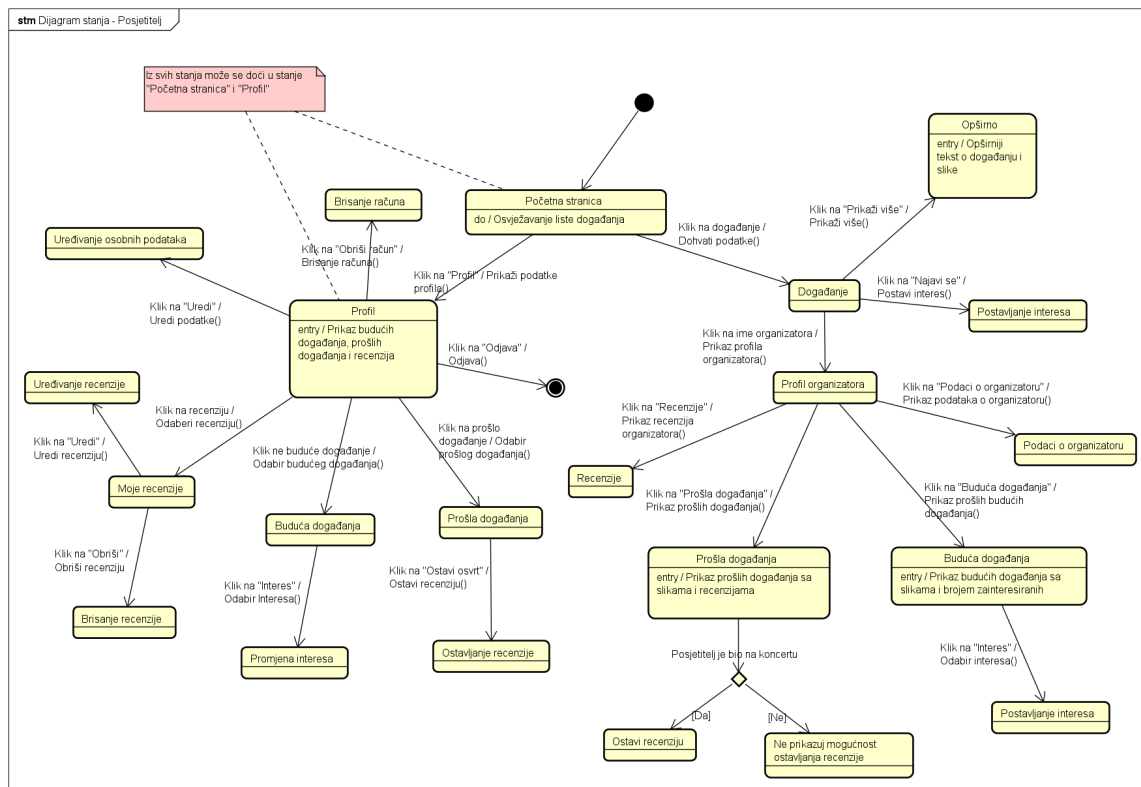 stm Dijagram stanja - Posjetitelj
Iz svih stanja može se doći u stanje
"Početna stranica" i "Profil"
Opširno
entry / Opširniji
tekst o događanju i
slike
Brisanje računa
Početna stranica
do / Osvježavanje liste događanja
Klik na "Prikaži više" /
Prikaži više()
Uređivanje osobnih podataka
Klik na "Obriši račun" /
Brisanje računa()
Klik na događanje /
Dohvati podatke()
Klik na "Profil" / Prikaži podatke
profila()
Događanje
Klik na "Najavi se" /
Postavi interes()
Postavljanje interesa
Klik na "Uredi" /
Uredi podatke()
Profil
entry / Prikaz budućih
događanja, prošlih
događanja i recenzija
Klik na "Odjava" /
Odjava()
Klik na ime organizatora /
Prikaz profila
organizatora()
Uređivanje recenzije
Profil organizatora
Klik na "Podaci o organizatoru" /
Prikaz podataka o organizatoru()
Klik na recenziju /
Odaberi recenziju()
Klik na "Recenzije" /
Prikaz recenzija
organizatora()
Klik na prošlo
događanje / Odabir
prošlog događanja()
Klik na "Uredi" /
Uredi recenziju()
Klik ne buduće događanje /
Odabir budućeg događanja()
Podaci o organizatoru
Recenzije
Moje recenzije
Klik na "Prošla događanja" /
Prikaz prošlih događanja()
Klik na "Buduća događanja" /
Prikaz prošlih budućih
događanja()
Buduća događanja
Prošla događanja
Klik na "Obriši" /
Obriši recenziju
Prošla događanja
entry / Prikaz prošlih događanja sa
slikama i recenzijama
Buduća događanja
entry / Prikaz budućih događanja sa
slikama i brojem zainteresiranih
Klik na "Interes" /
Odabir Interesa()
Klik na "Ostavi osvrt" /
Ostavi recenziju()
Brisanje recenzije
Promjena interesa
Ostavljanje recenzije
Posjetitelj je bio na koncertu
Klik na "Interes" /
Odabir interesa()
[Da]
[Ne]
Postavljanje interesa
Ostavi recenziju
Ne prikazuj mogućnost
ostavljanja recenzije